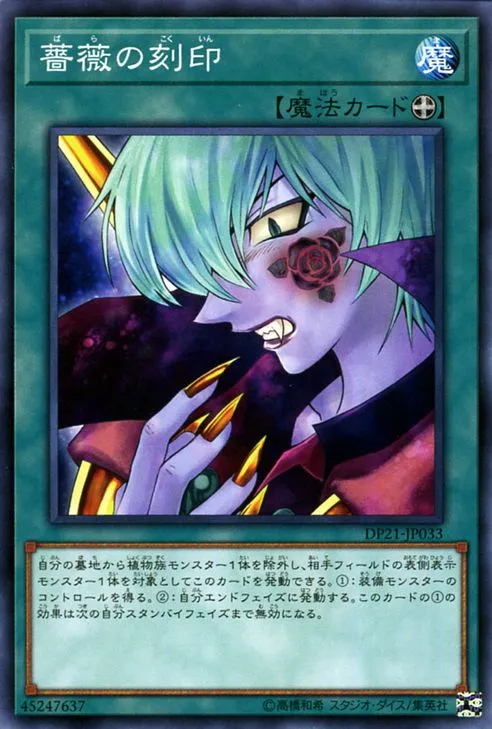 薔薇の刻印
魔
【魔法カード】
DP21-JP033
自分の墓地から植物族モンスター1体を除外し、相手フィールドの表側表示
モンスター1体を対象としてこのカードを発動できる。①：装備モンスターの
コントロールを得る。②：自分エンドフェイズに発動する。このカードの①の
効果は次の自分スタンバイフェイズまで無効になる。
45247637
©高橋和希 スタジオ・ダイス/集英社